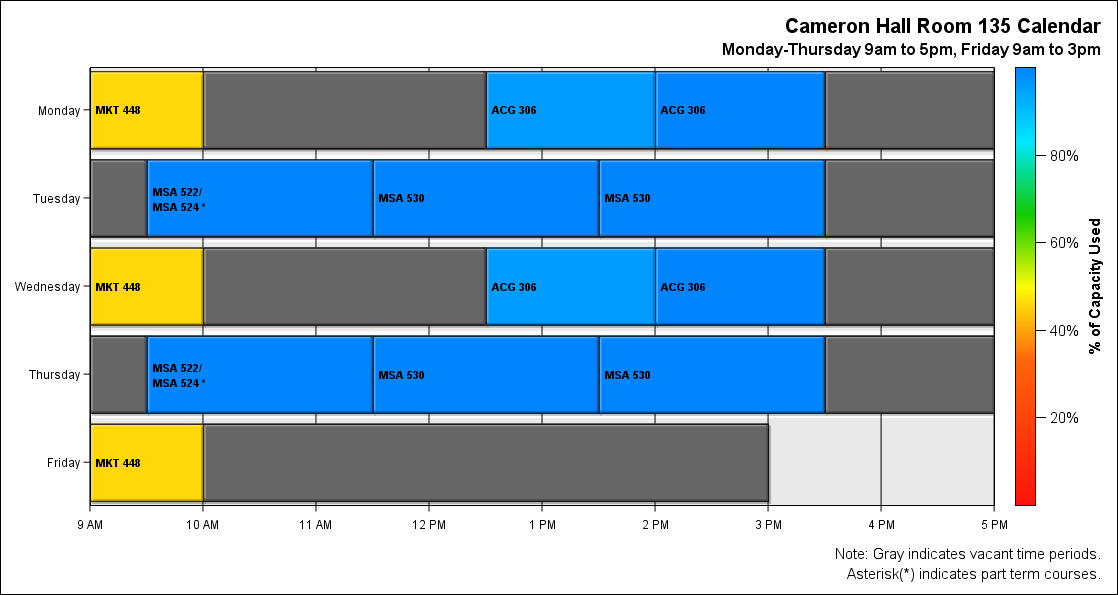 Cameron Hall Room 135 Calendar
Monday-Thursday 9am to 5pm, Friday 9am to 3pm
Monday
MKT 448
ACG 306
ACG 306
Tuesday
MSA 522/
MSA 524 *
MSA 530
MSA 530
Wednesday
MKT 448
ACG 306
ACG 306
Thursday
MSA 522/
MSA 524 *
MSA 530
MSA 530
Friday
MKT 448
9 AM
10 AM
11 AM
12 PM
1 PM
2 PM
3 PM
4 PM
5 PM
80%
60%
40%
20%
% of Capacity Used
Note: Gray indicates vacant time periods.
Asterisk(*) indicates part term courses.